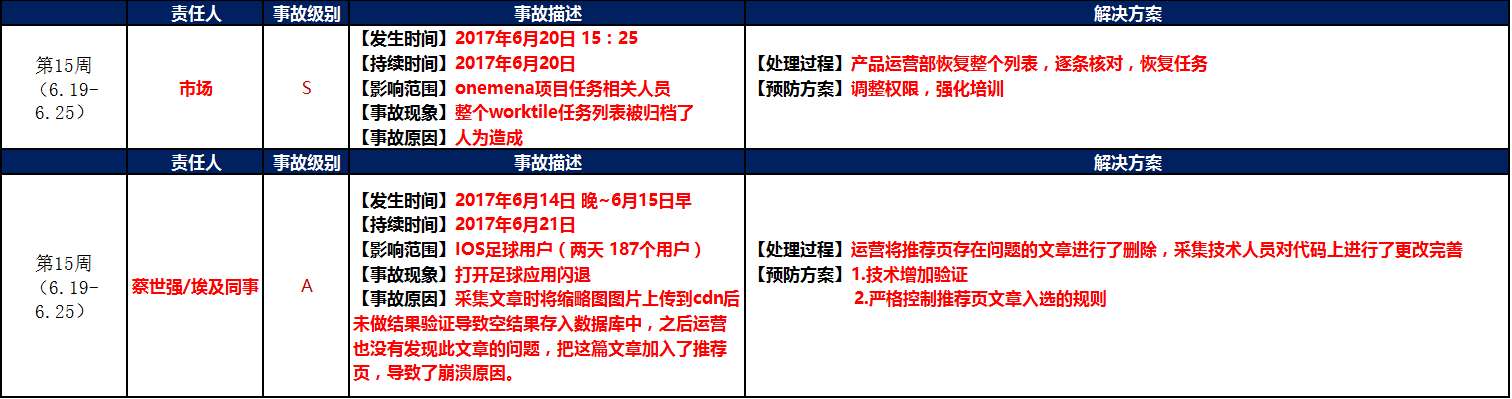 责任人 事故级别 事故描述 解决方案
第15周
（6.19-
6.25）
市场
S
【发生时间】2017年6月20日 15：25
【持续时间】2017年6月20日
【影响范围】onemena项目任务相关人员
【事故现象】整个worktile任务列表被归档了
【事故原因】人为造成
【处理过程】产品运营部恢复整个列表，逐条核对，恢复任务
【预防方案】调整权限，强化培训
责任人 事故级别 事故描述 解决方案
第15周
（6.19-
6.25）
蔡世强/埃及同事
A
【发生时间】2017年6月14日 晚~6月15日早
【持续时间】2017年6月21日
【影响范围】IOS足球用户（两天 187个用户）
【事故现象】打开足球应用闪退
【事故原因】采集文章时将缩略图图片上传到cdn后
未做结果验证导致空结果存入数据库中，之后运营
也没有发现此文章的问题，把这篇文章加入了推荐
页，导致了崩溃原因。
【处理过程】运营将推荐页存在问题的文章进行了删除，采集技术人员对代码上进行了更改完善
【预防方案】1.技术增加验证
2.严格控制推荐页文章入选的规则